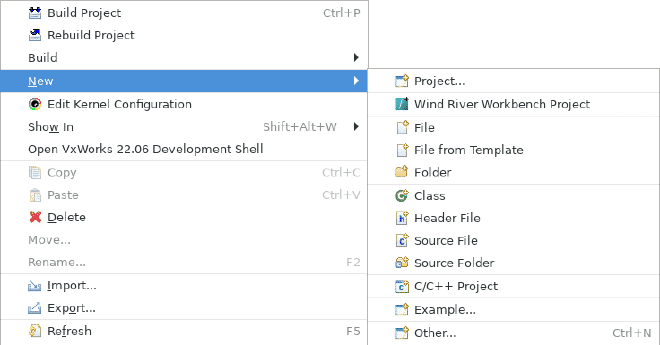 Build Project Ctrl+P
Rebuild Project
Build
New
Edit Kernel Configuration
Show In Shift+Alt+W
Open VxWorks 22.06 Development Shell
Copy Ctrl+C
Paste Ctrl+V
Delete
Move...
Rename... F2
Import...
Export...
Refresh F5
Project...
Wind River Workbench Project
File
File from Template
Folder
Class
Header File
Source File
Source Folder
C/C++ Project
Example...
Other... Ctrl+N